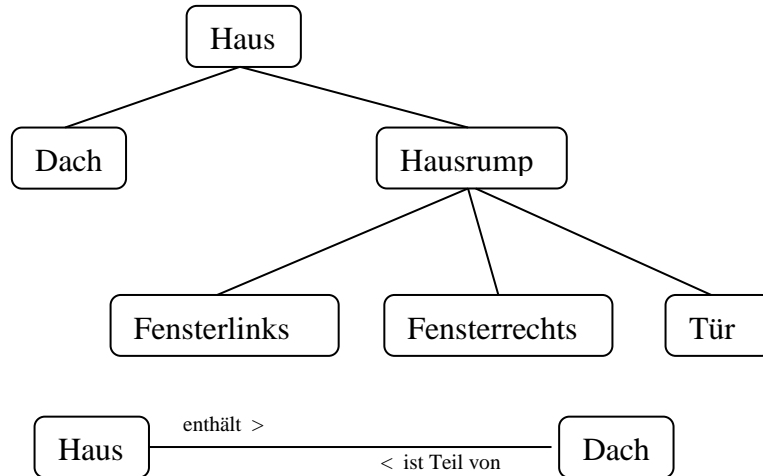 Haus
Dach Hausrump
Fensterlinks Fensterrechts Tür
enthält >
Haus Dach
< ist Teil von